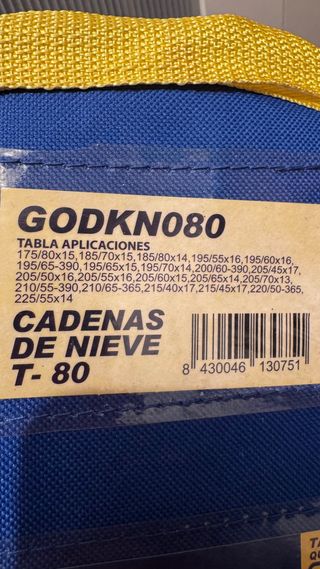 GODKN080
TABLA APLICACIONES
175/80x15,185/70x15,185/80x14,195/55x16,195/60x16,
195/65-390,195/65x15,195/70x14,200/60-390,205/45x17,
205/50x16,205/55x16,205/60x15,205/65x14,205/70x13,
210/55-390,210/65-365,215/40x17,215/45x17,220/50-365,
225/55x14
CADENAS
DE NIEVE
T- 80
8 430046 130751